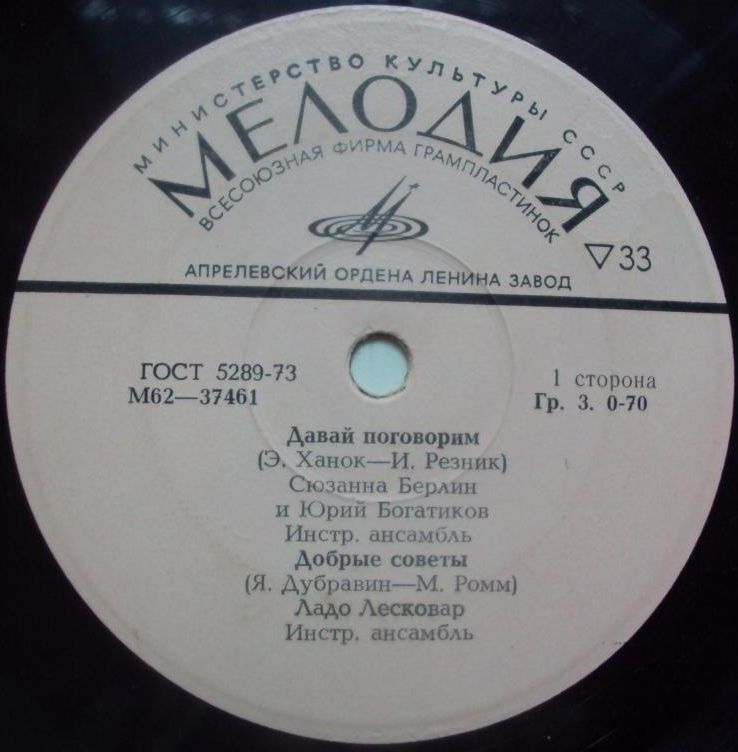 МИНИСТЕРСТВО КУЛЬТУРЫ СССР
МЕЛОДИЯ
ВСЕСОЮЗНАЯ ФИРМА ГРАМПЛАСТИНОК
▽33
АПРЕЛЕВСКИЙ ОРДЕНА ЛЕНИНА ЗАВОД
ГОСТ 5289-73
М62—37461
1 сторона
Гр. 3. 0-70
Давай поговорим
(Э. Ханок—И. Резник)
Сюзанна Берлин
и Юрий Богатиков
Инстр. ансамбль
Добрые советы
(Я. Дубравин—М. Ромм)
Ладо Лесковар
Инстр. ансамбль